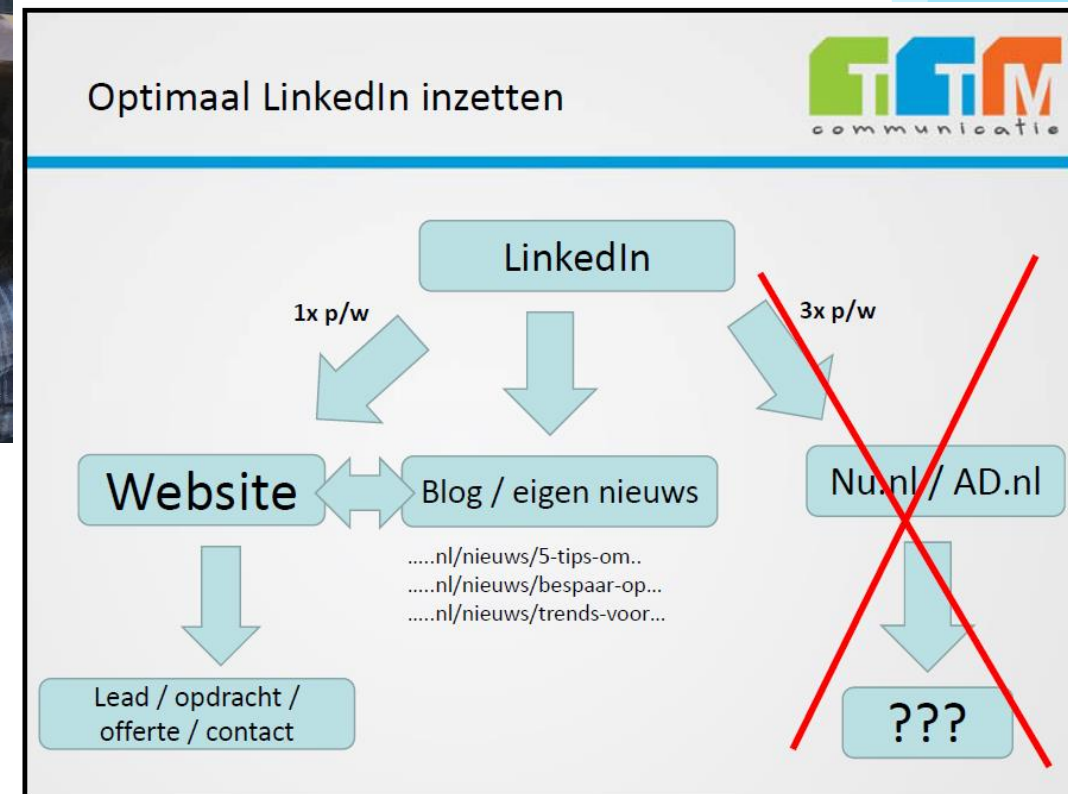 Optimaal LinkedIn inzetten
TTM
communicatie
LinkedIn
1x p/w
3x p/w
Website
Blog / eigen nieuws
Nu.nl / AD.nl
.....nl/nieuws/5-tips-om..
.....nl/nieuws/bespaar-op...
.....nl/nieuws/trends-voor...
Lead / opdracht /
offerte / contact
???